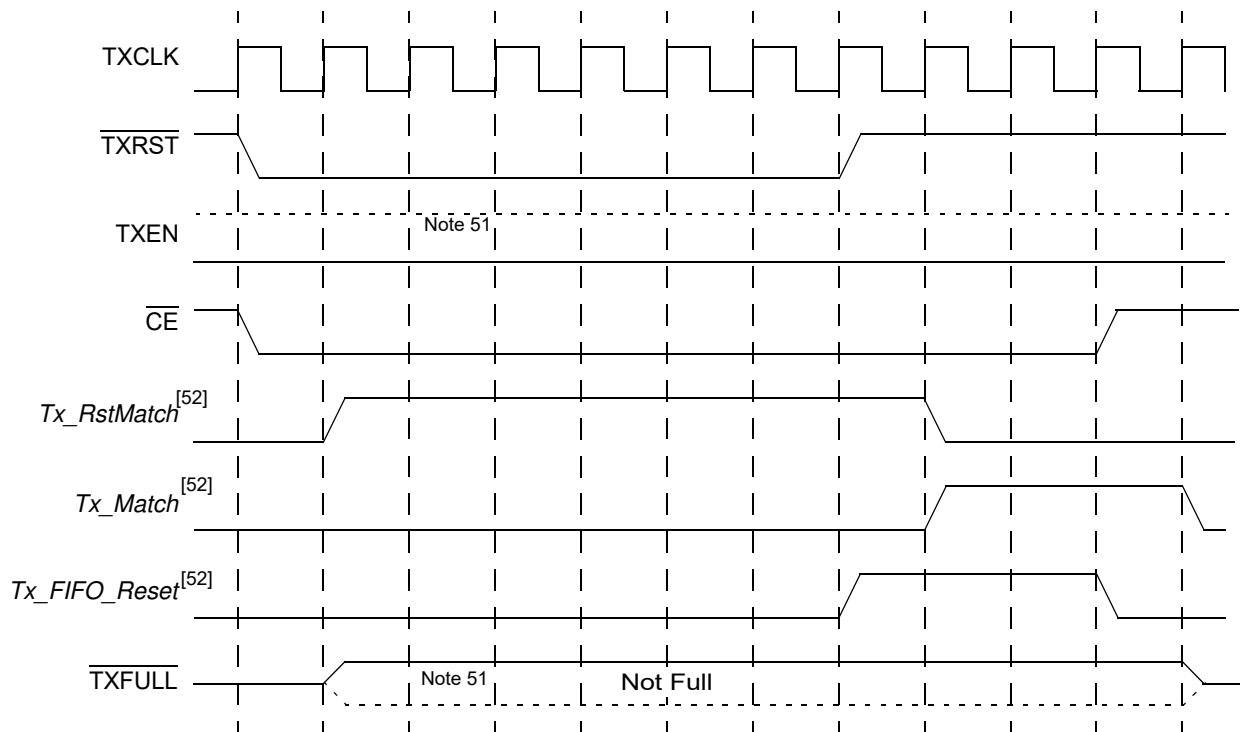 TXCLK
TXRST
Note 51
TXEN
CE
Tx_RstMatch[52]
Tx_Match[52]
Tx_FIFO_Reset[52]
TXFULL Note 51 Not Full